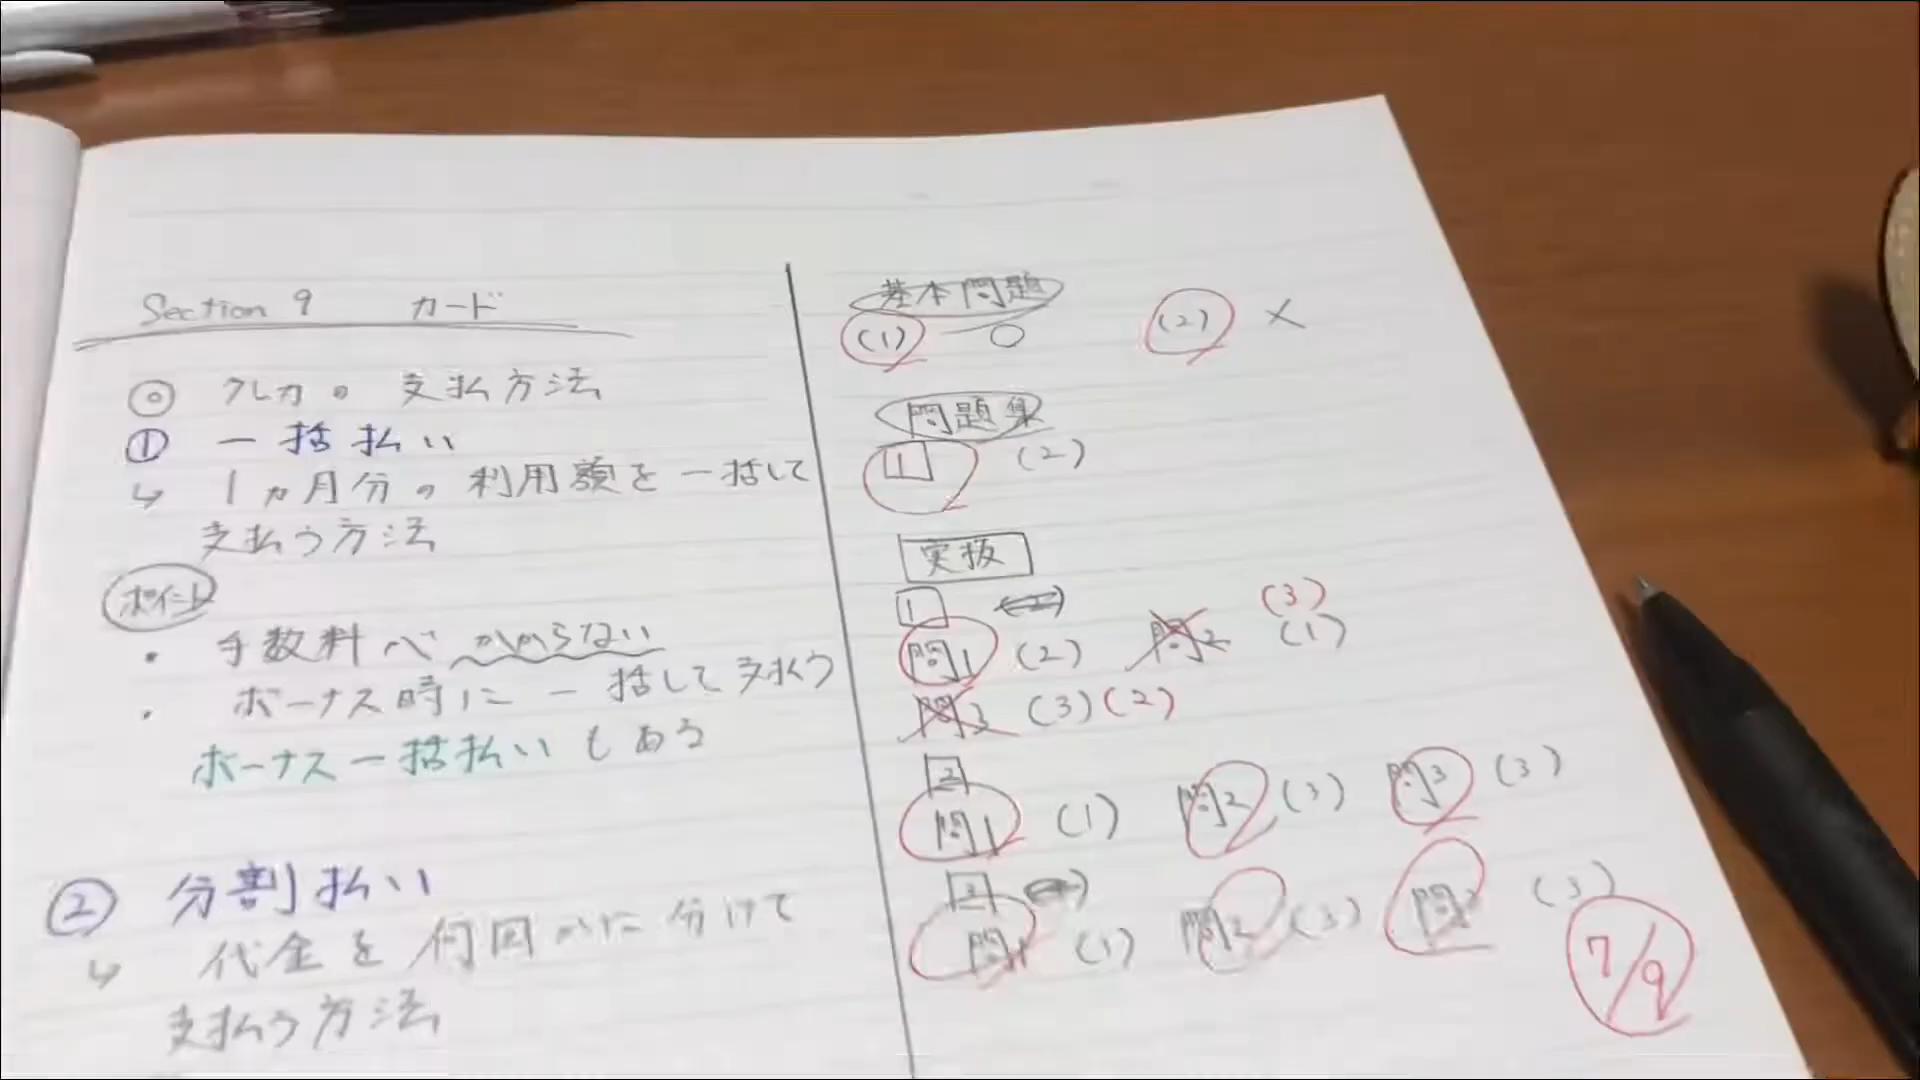 Section 9 カード
◎ クレカの 支払方法
① 一括払い
↳ 1ヵ月分の利用額を一括して
支払う方法
ポイント
・ 手数料が かからない
・ ボーナス時に一括して支払う
ボーナス一括払いもある
② 分割払い
↳ 代金を何回かに分けて
支払う方法
基本問題
(1) ○ (2) ×
問題集
1 (2)
実技
1
問1 (2) 問2 (1) (3)
問3 (3) (2)
2
問1 (1) 問2 (3) 問3 (3)
3
問1 (1) 問2 (3) 問3 (3)
7/9